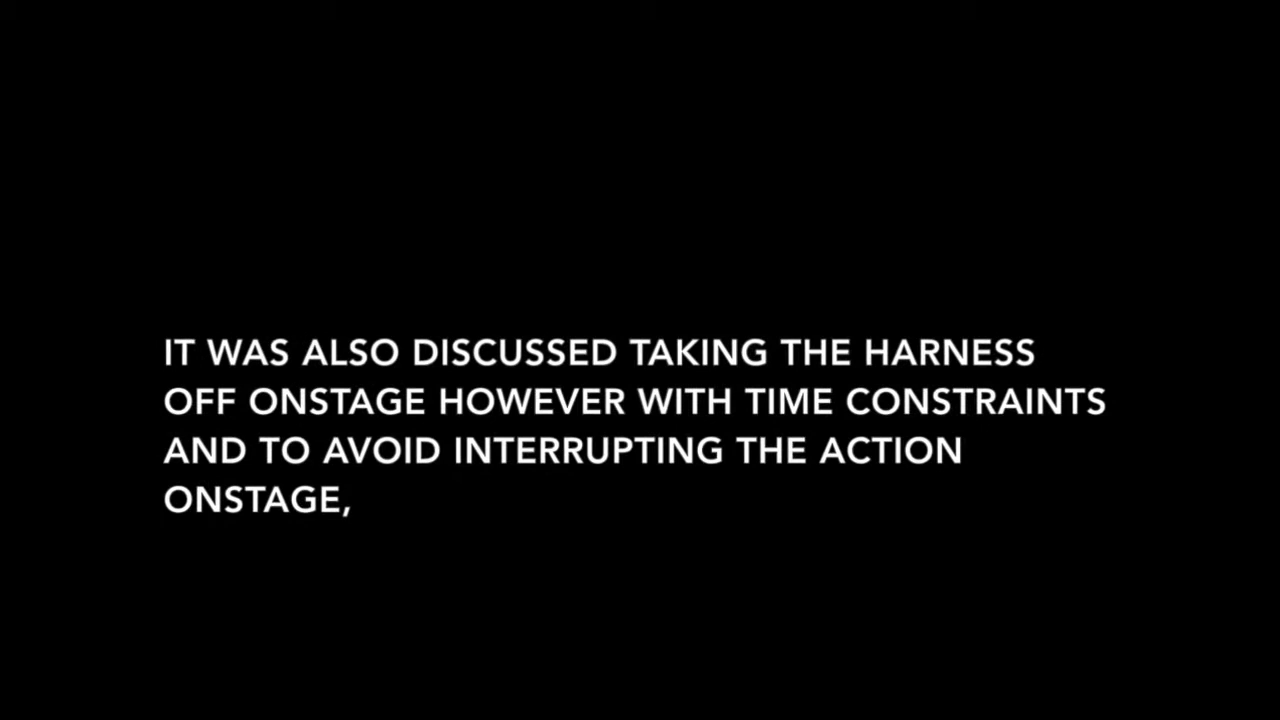 IT WAS ALSO DISCUSSED TAKING THE HARNESS
OFF ONSTAGE HOWEVER WITH TIME CONSTRAINTS
AND TO AVOID INTERRUPTING THE ACTION
ONSTAGE,